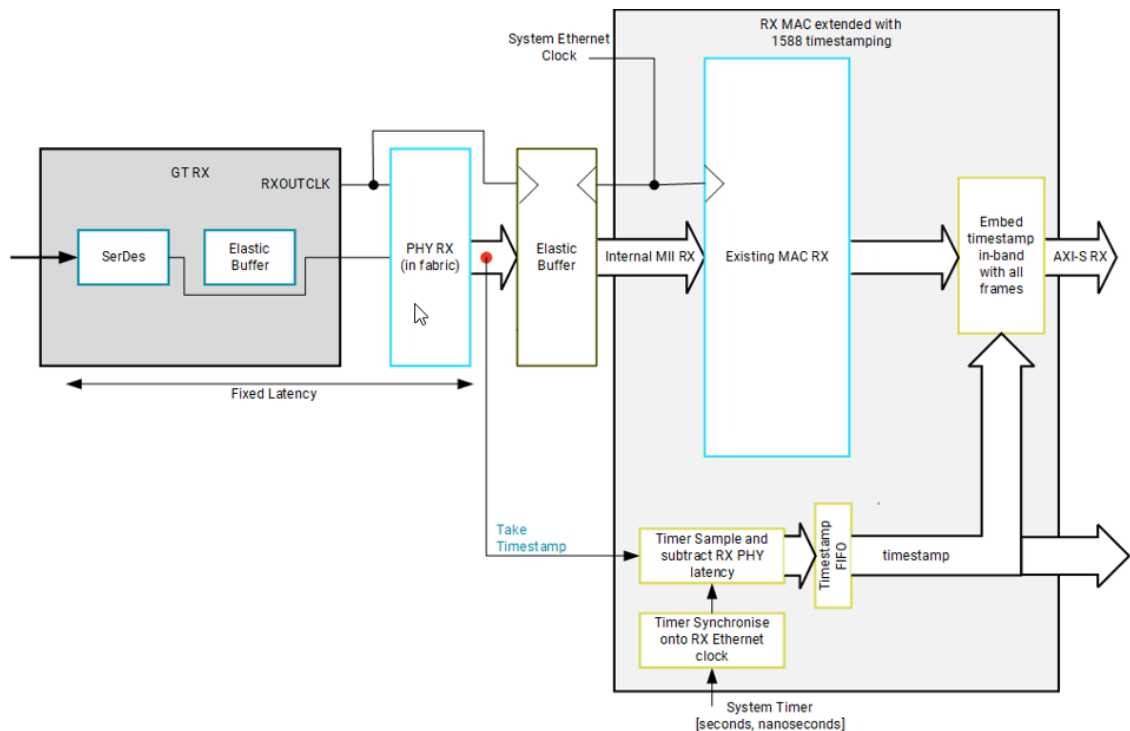 RX MAC extended with
1588 timestamping
System Ethernet
Clock
GT RX
RXOUTCLK
SerDes
Elastic
Buffer
PHY RX
(in fabric)
Elastic
Buffer
Internal MII RX
Existing MAC RX
Embed
timestamp
in-band
with all
frames
AXI-S RX
Fixed Latency
Take
Timestamp
Timer Sample and
subtract RX PHY
latency
Timestamp
FIFO
timestamp
Timer Synchronise
onto RX Ethernet
clock
System Timer
[seconds, nanoseconds]